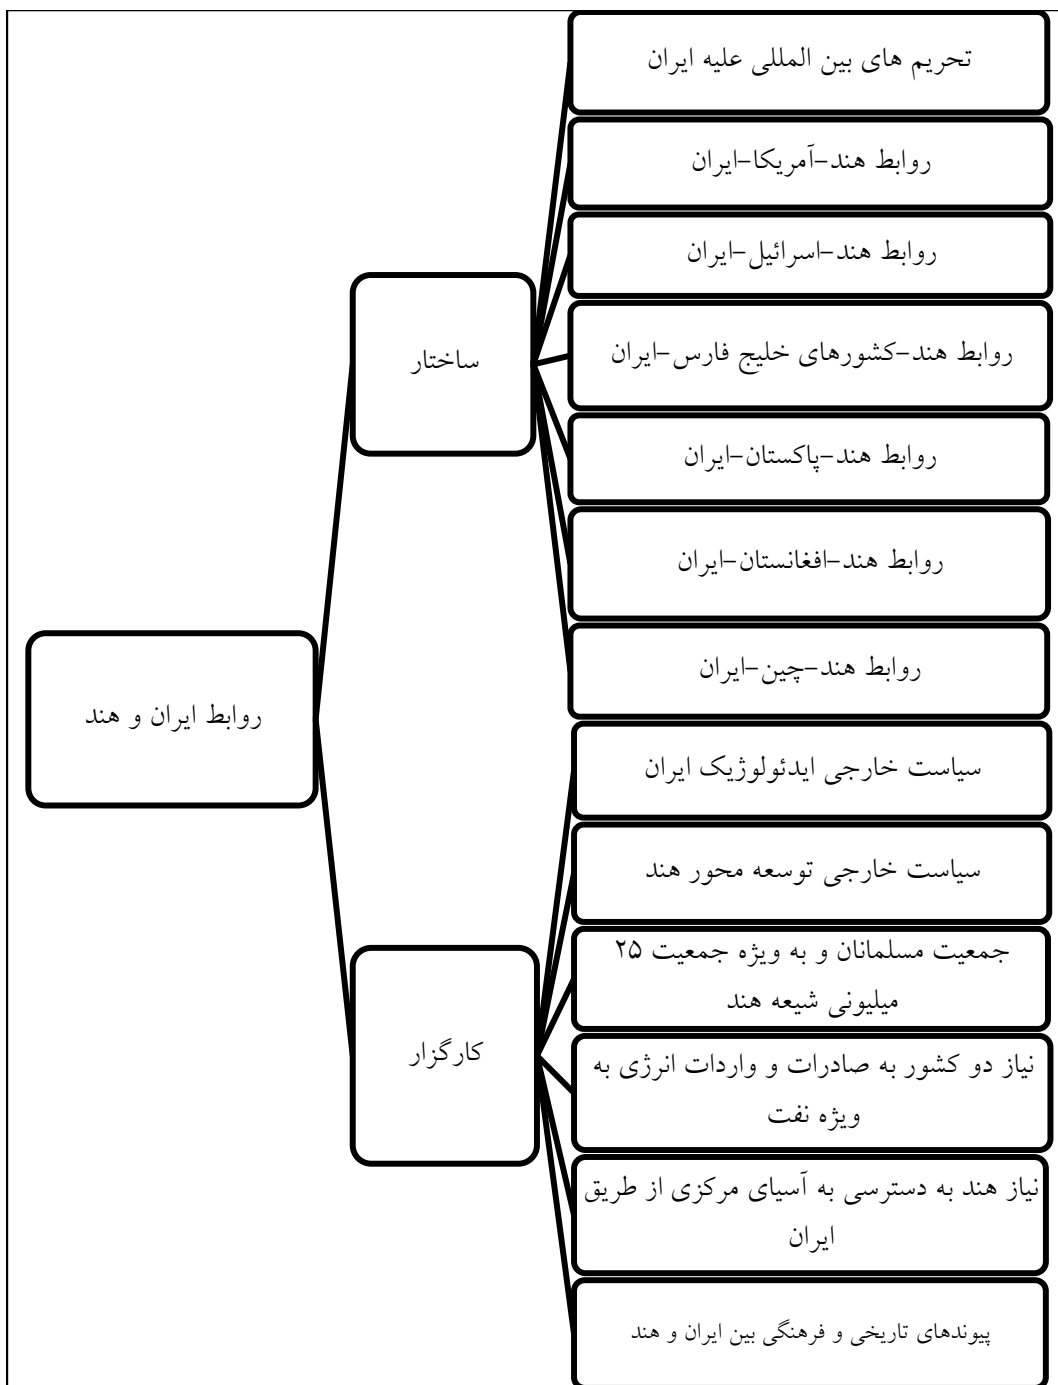 تحریم های بین المللی علیه ایران
روابط هند-آمریکا-ایران
روابط هند-اسرائیل-ایران
روابط هند-کشورهای خلیج فارس-ایران
روابط هند-پاکستان-ایران
روابط هند-افغانستان-ایران
روابط هند-چین-ایران
ساختار
روابط ایران و هند
سیاست خارجی ایدئولوژیک ایران
سیاست خارجی توسعه محور هند
جمعیت مسلمانان و به ویژه جمعیت ۲۵
میلیونی شیعه هند
نیاز دو کشور به صادرات و واردات انرژی به
ویژه نفت
نیاز هند به دسترسی به آسیای مرکزی از طریق
ایران
پیوندهای تاریخی و فرهنگی بین ایران و هند
کارگزار